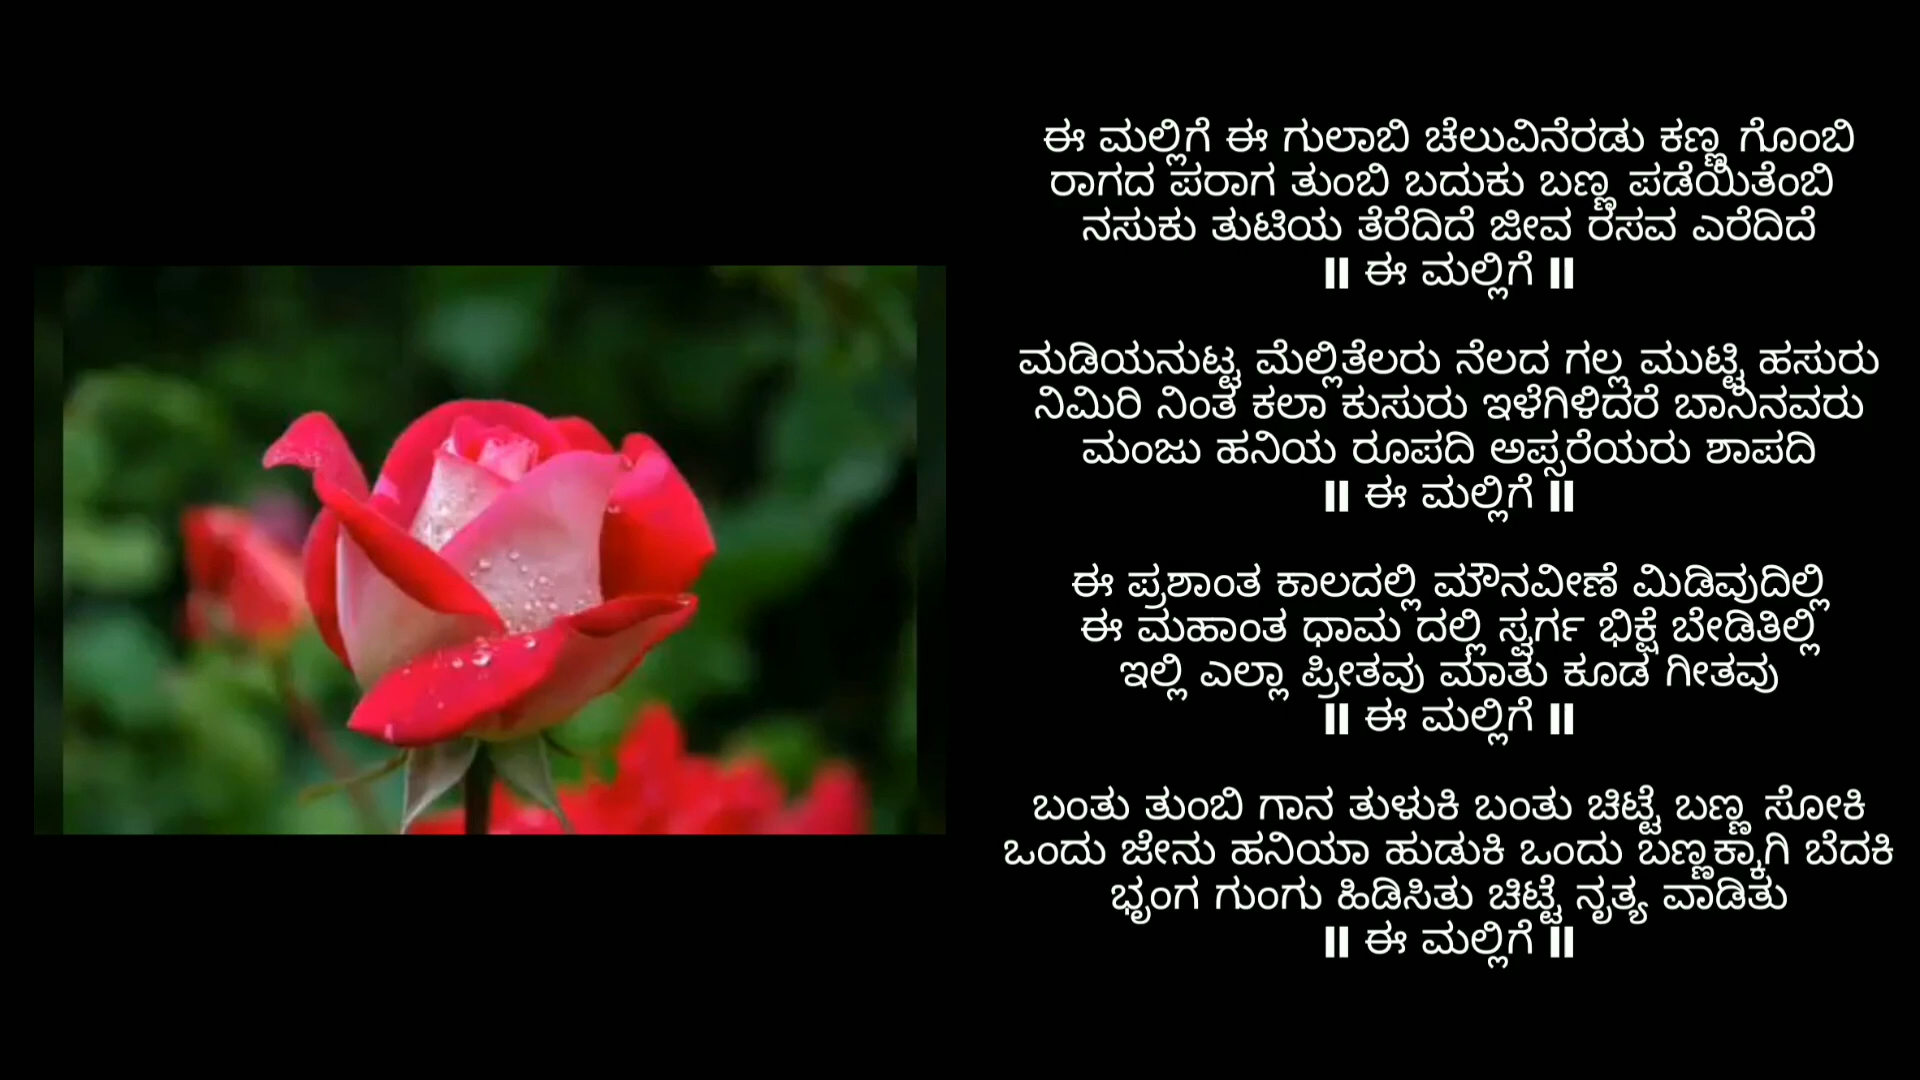 ಈ ಮಲ್ಲಿಗೆ ಈ ಗುಲಾಬಿ ಚೆಲುವಿನೆರಡು ಕಣ್ಣ ಗೊಂಬಿ
ರಾಗದ ಪರಾಗ ತುಂಬಿ ಬದುಕು ಬಣ್ಣ ಪಡೆಯಿತೆಂಬಿ
ನಸುಕು ತುಟಿಯ ತೆರೆದಿದೆ ಜೀವ ರಸವ ಎರೆದಿದೆ
॥ ಈ ಮಲ್ಲಿಗೆ ॥
ಮಡಿಯನುಟ್ಟ ಮೆಲ್ಲಿತೆಲರು ನೆಲದ ಗಲ್ಲ ಮುಟ್ಟಿ ಹಸುರು
ನಿಮಿರಿ ನಿಂತ ಕಲಾ ಕುಸುರು ಇಳೆಗಿಳಿದರೆ ಬಾನಿನವರು
ಮಂಜು ಹನಿಯ ರೂಪದಿ ಅಪ್ಸರೆಯರು ಶಾಪದಿ
॥ ಈ ಮಲ್ಲಿಗೆ ॥
ಈ ಪ್ರಶಾಂತ ಕಾಲದಲ್ಲಿ ಮೌನವೀಣೆ ಮಿಡಿವುದಿಲ್ಲಿ
ಈ ಮಹಾಂತ ಧಾಮ ದಲ್ಲಿ ಸ್ವರ್ಗ ಭಿಕ್ಷೆ ಬೇಡಿತಿಲ್ಲಿ
ಇಲ್ಲಿ ಎಲ್ಲಾ ಪ್ರೀತವು ಮಾತು ಕೂಡ ಗೀತವು
॥ ಈ ಮಲ್ಲಿಗೆ ॥
ಬಂತು ತುಂಬಿ ಗಾನ ತುಳುಕಿ ಬಂತು ಚಿಟ್ಟೆ ಬಣ್ಣ ಸೋಕಿ
ಒಂದು ಜೇನು ಹನಿಯಾ ಹುಡುಕಿ ಒಂದು ಬಣ್ಣಕ್ಕಾಗಿ ಬೆದಕಿ
ಭೃಂಗ ಗುಂಗು ಹಿಡಿಸಿತು ಚಿಟ್ಟೆ ನೃತ್ಯ ವಾಡಿತು
॥ ಈ ಮಲ್ಲಿಗೆ ॥